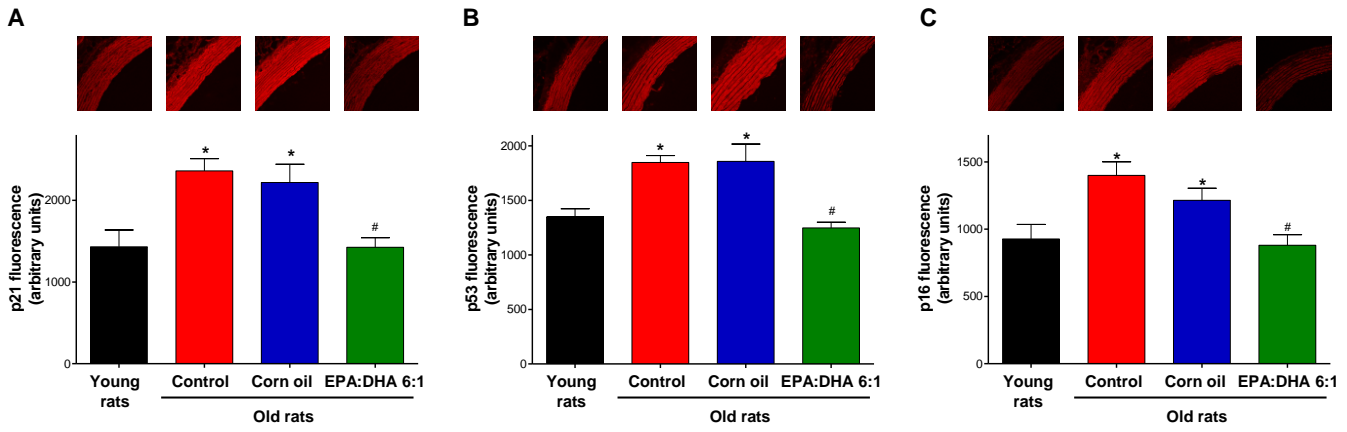 A
p21 fluorescence
(arbitrary units)
2000
1000
0
*
*
#
Young
rats
Control
Corn oil
EPA:DHA 6:1
Old rats
B
p53 fluorescence
(arbitrary units)
2000
1500
1000
500
0
*
*
#
Young
rats
Control
Corn oil
EPA:DHA 6:1
Old rats
C
p16 fluorescence
(arbitrary units)
1500
1000
500
0
*
*
#
Young
rats
Control
Corn oil
EPA:DHA 6:1
Old rats